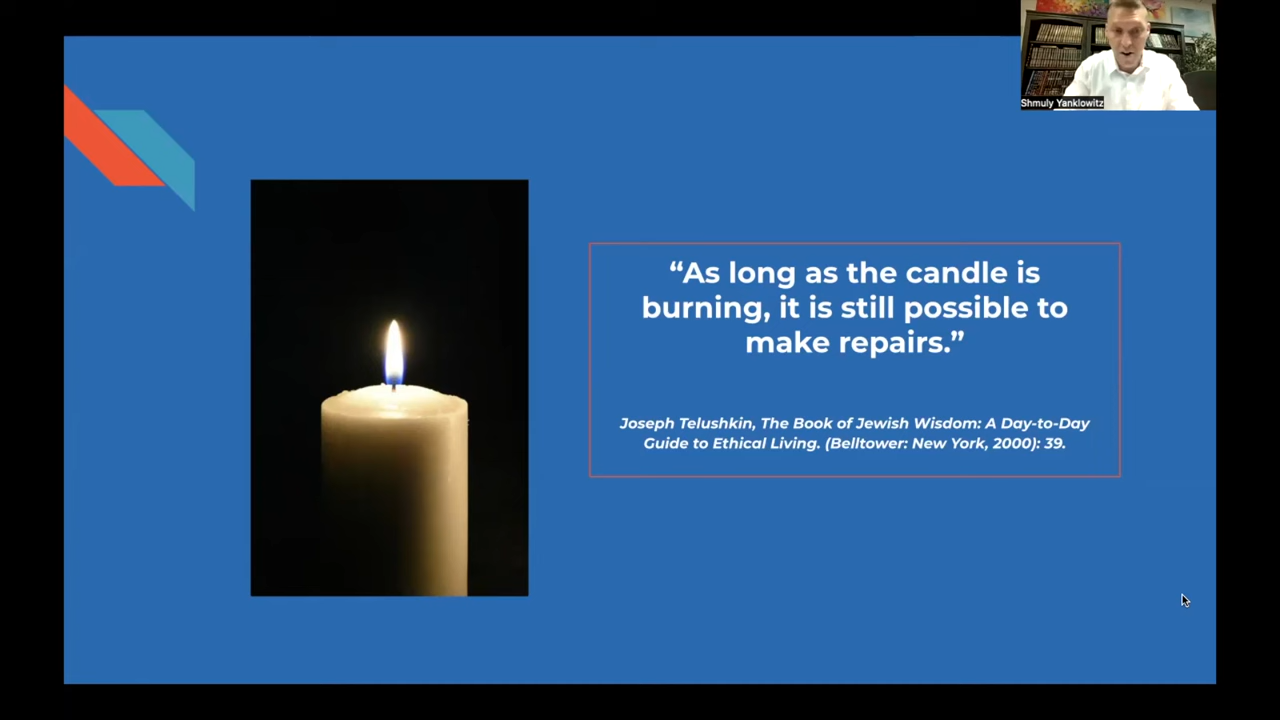 Shmuly Yanklowitz
“As long as the candle is
burning, it is still possible to
make repairs.”
Joseph Telushkin, The Book of Jewish Wisdom: A Day-to-Day
Guide to Ethical Living. (Belltower: New York, 2000): 39.